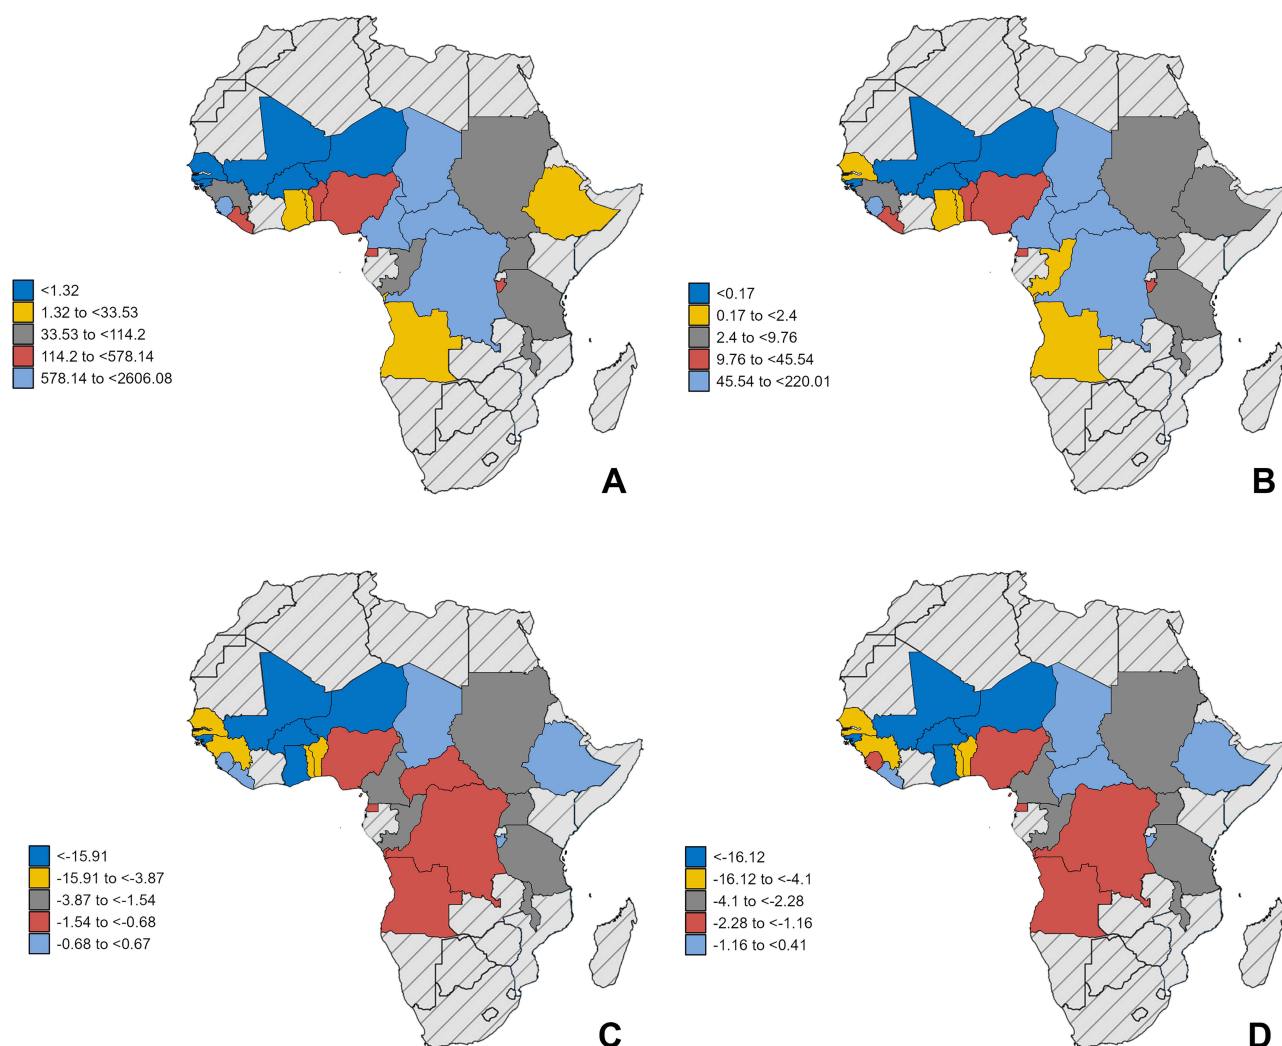 <1.32
1.32 to <33.53
33.53 to <114.2
114.2 to <578.14
578.14 to <2606.08
A
<0.17
0.17 to <2.4
2.4 to <9.76
9.76 to <45.54
45.54 to <220.01
B
<-15.91
-15.91 to <-3.87
-3.87 to <-1.54
-1.54 to <-0.68
-0.68 to <0.67
C
<-16.12
-16.12 to <-4.1
-4.1 to <-2.28
-2.28 to <-1.16
-1.16 to <0.41
D